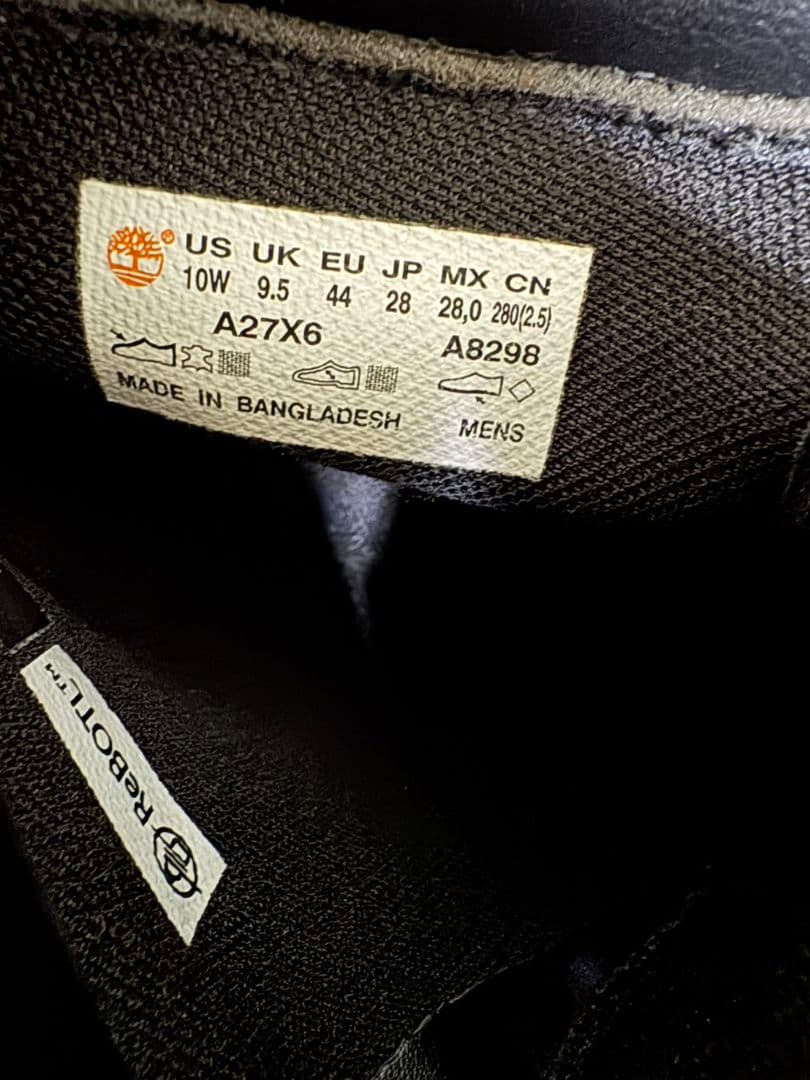 ® US UK EU JP MX CN
10W 9.5 44 28 28,0 280(2.5)
A27X6 A8298
MADE IN BANGLADESH MENS
ReBOTL™